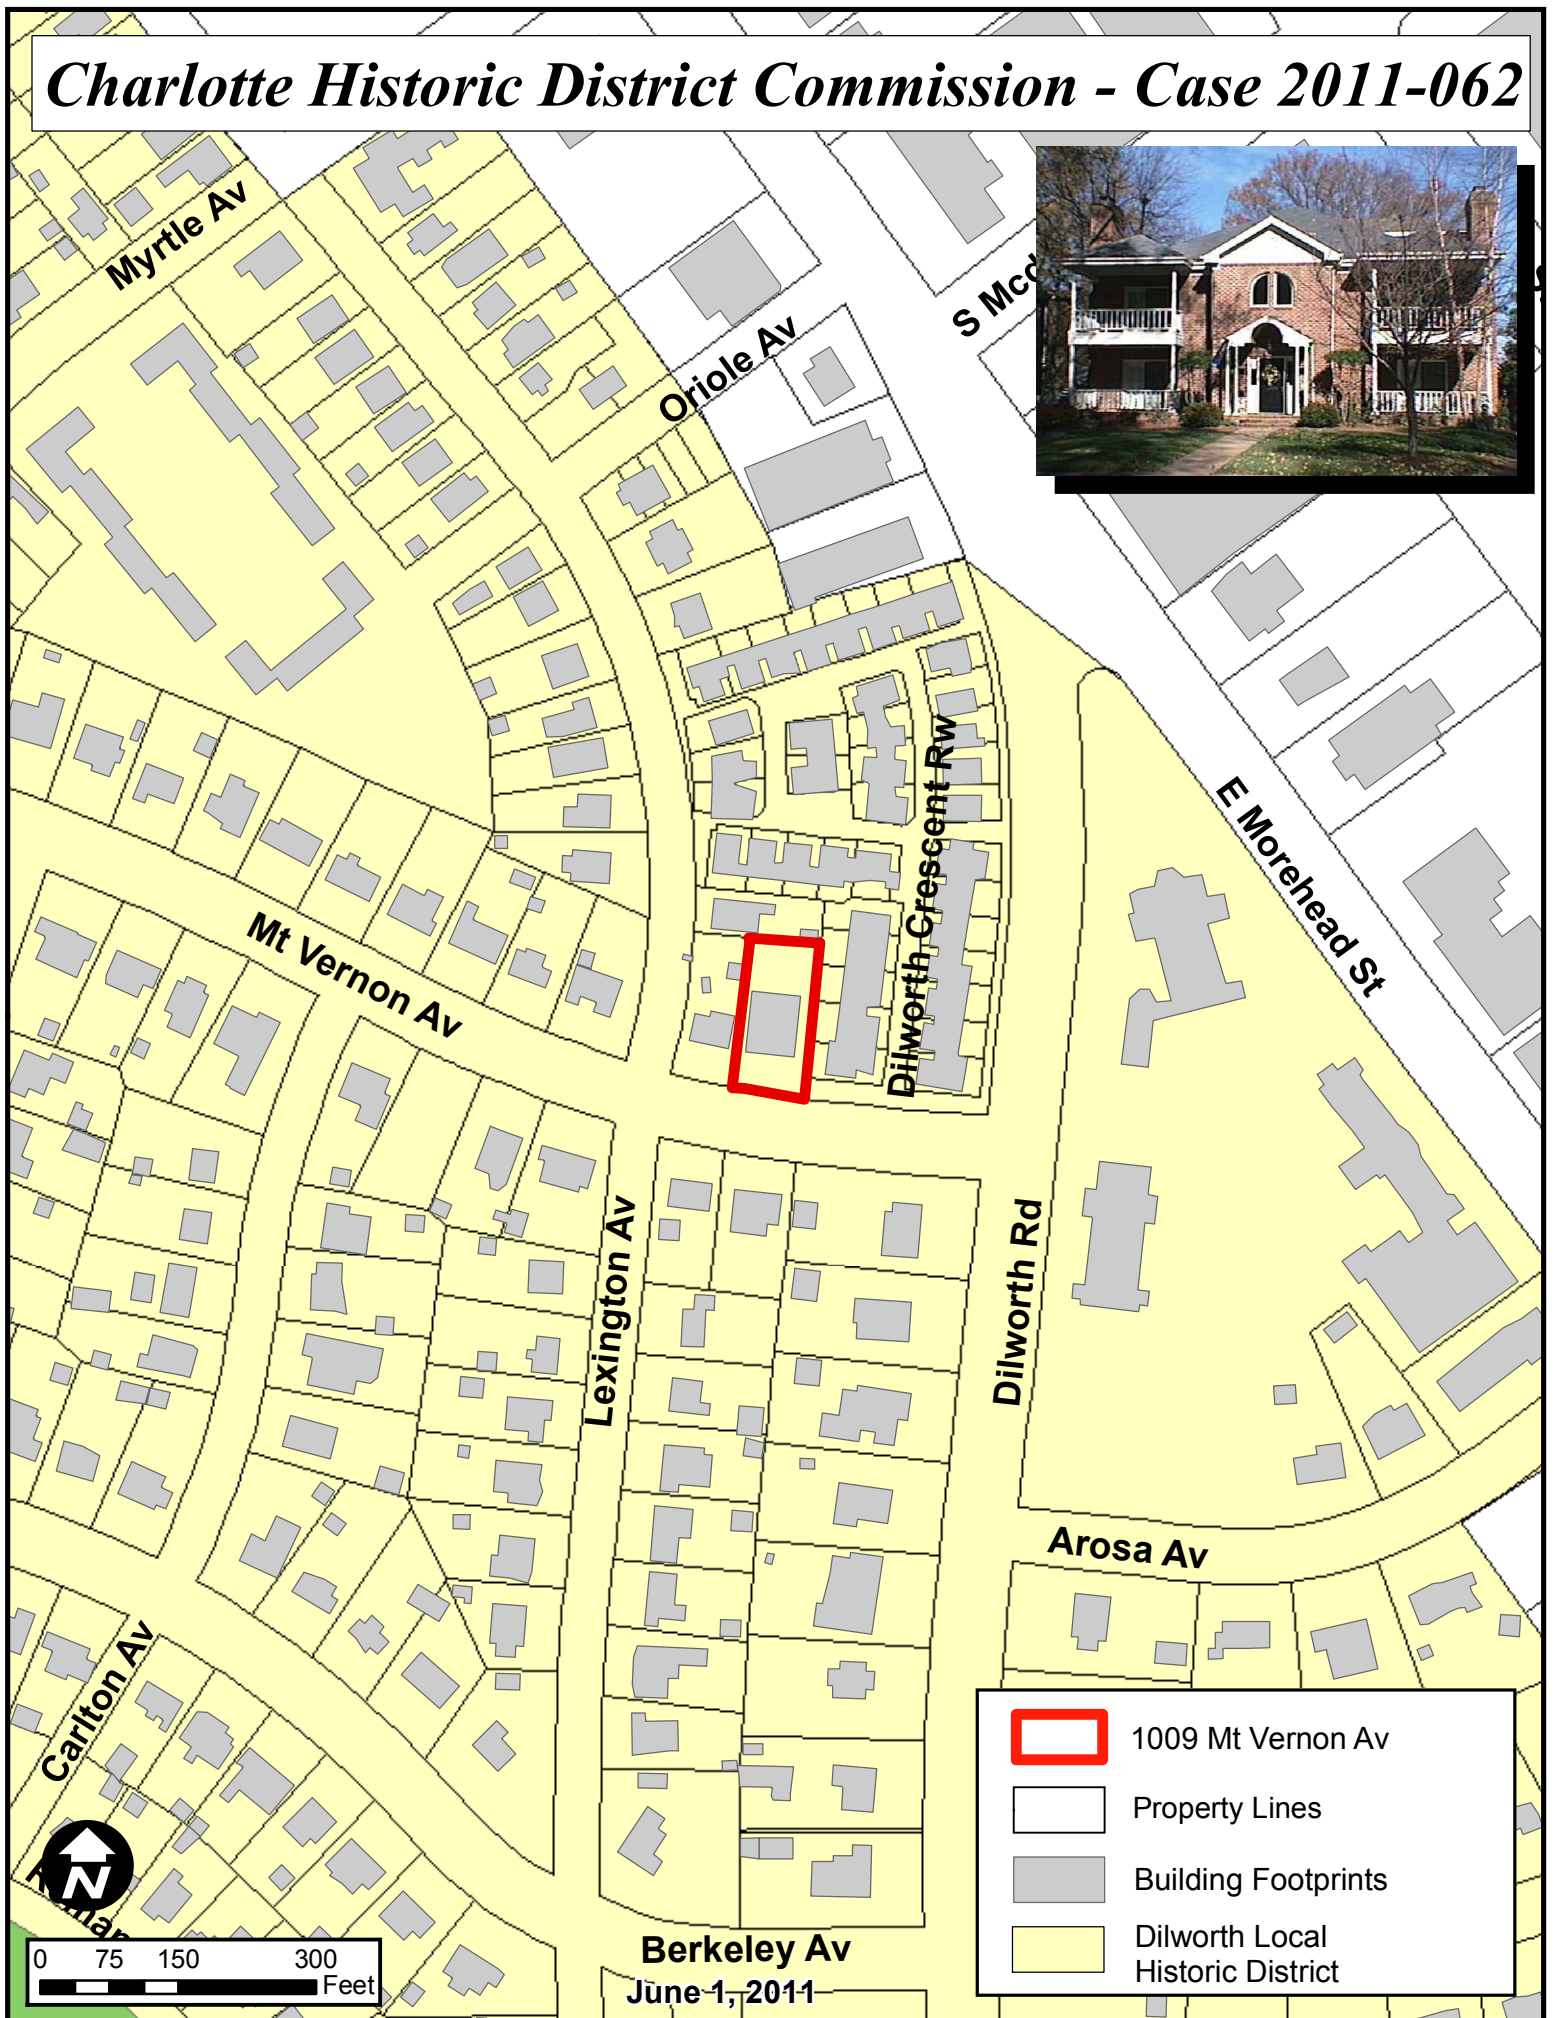 Charlotte Historic District Commission - Case 2011-062
Myrtle Av
Oriole Av
S Mcd
Mt Vernon Av
Dilworth Crescent Rw
E Morehead St
Lexington Av
Dilworth Rd
Arosa Av
Carlton Av
Berkeley Av
June 1, 2011
1009 Mt Vernon Av
Property Lines
Building Footprints
Dilworth Local
Historic District
N
0 75 150 300
Feet